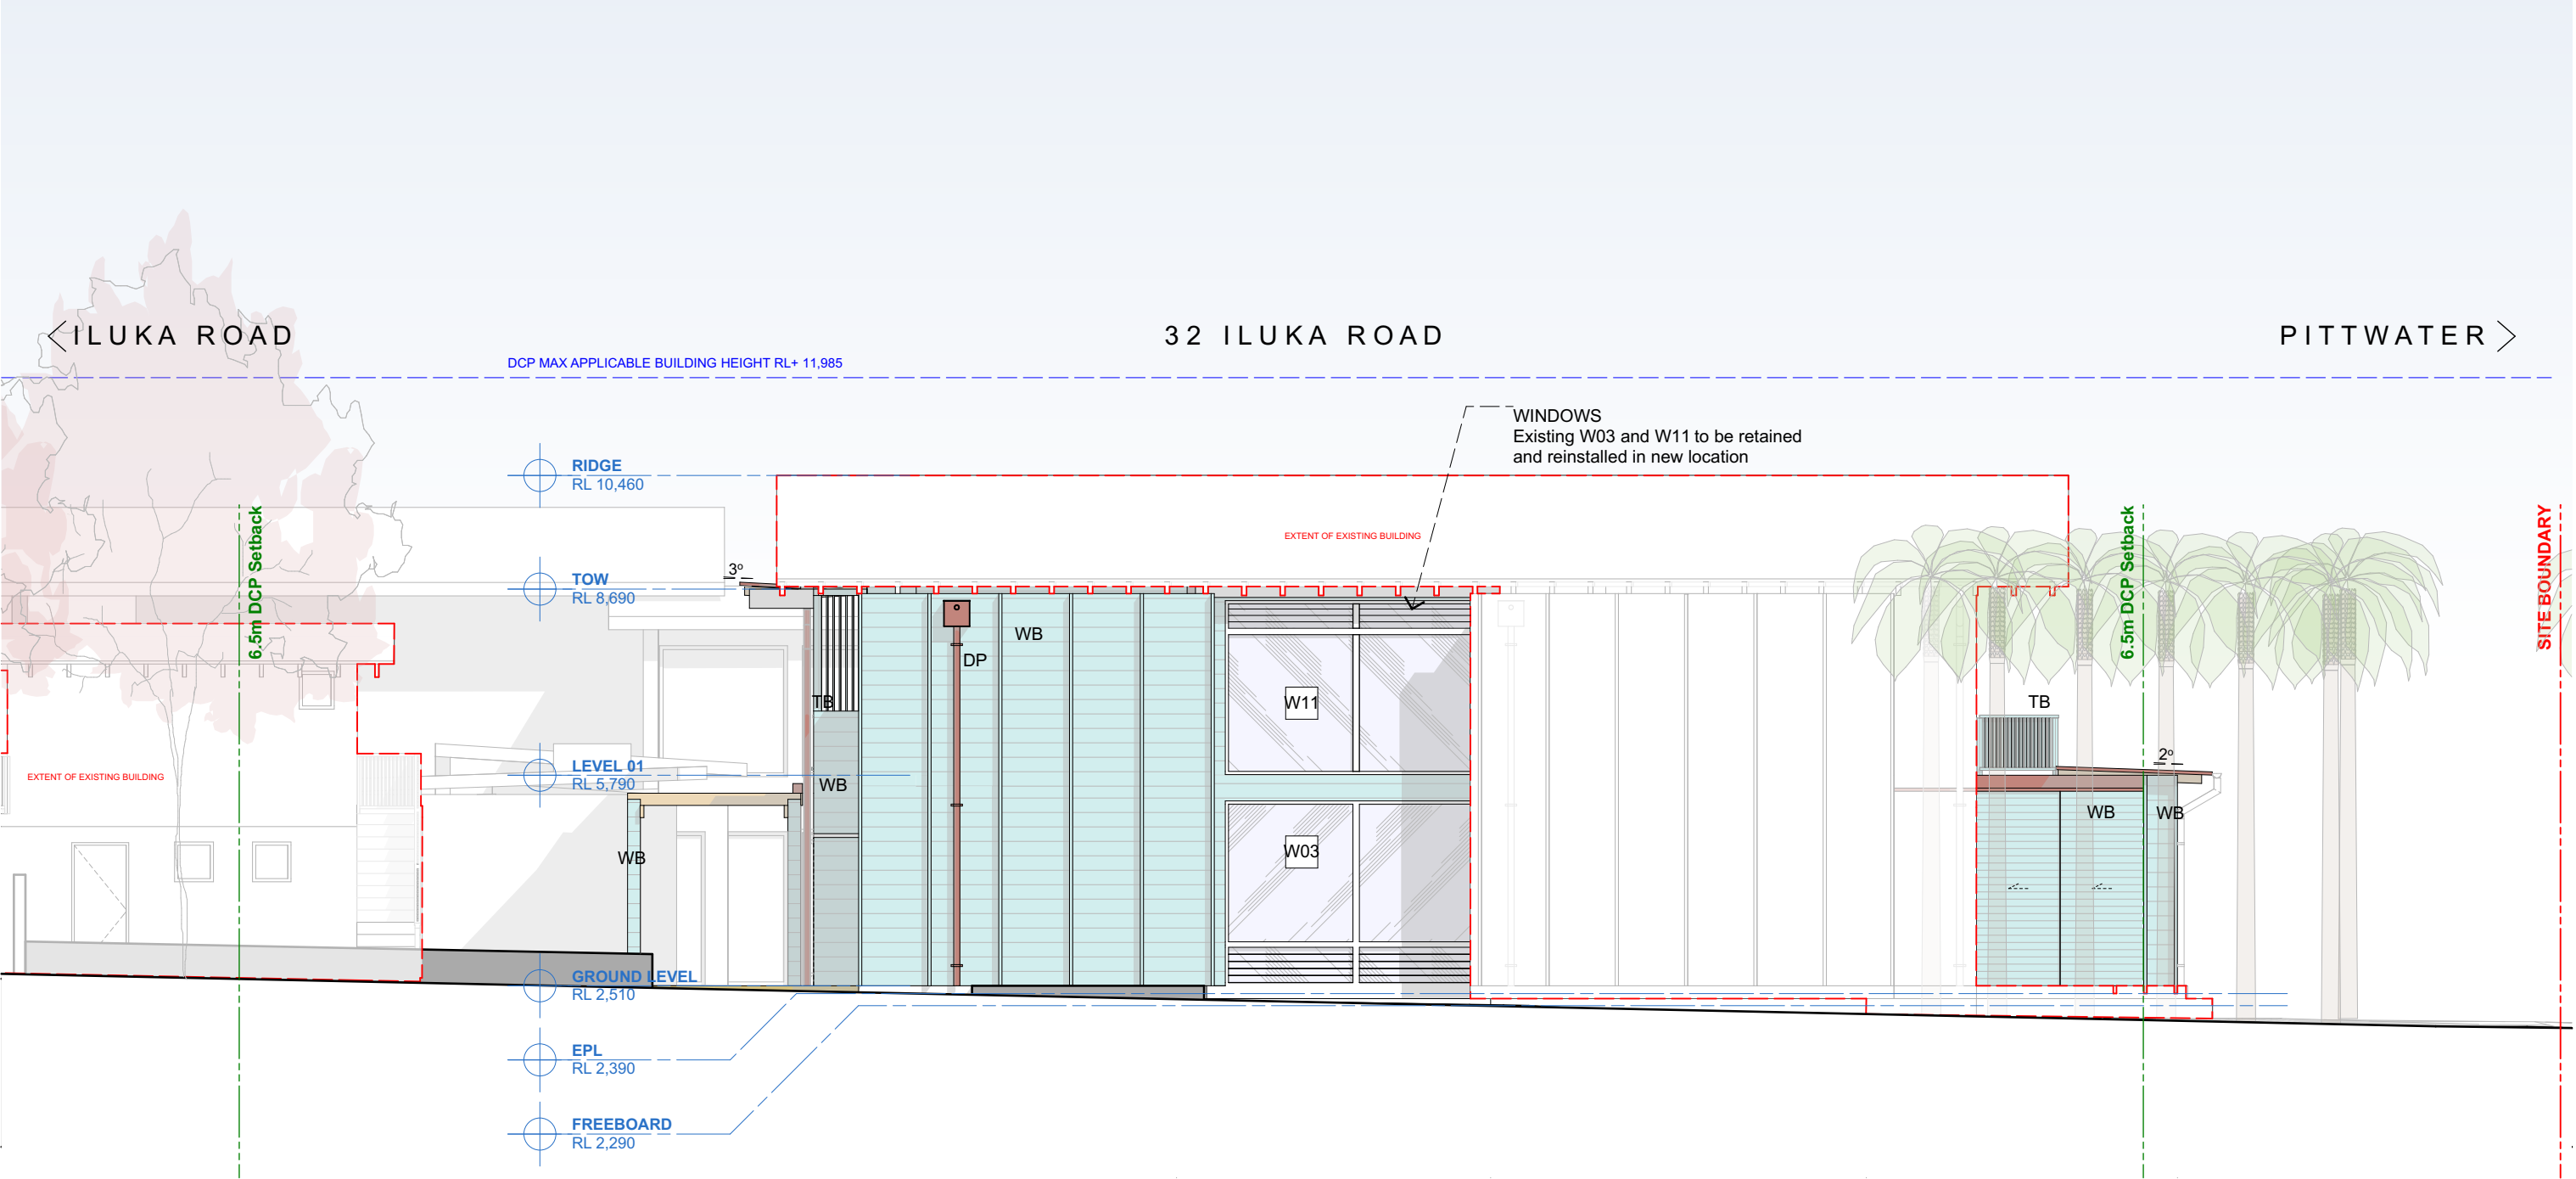 ILUKA ROAD
32 ILUKA ROAD
PITTWATER
DCP MAX APPLICABLE BUILDING HEIGHT RL+ 11,985
WINDOWS
Existing W03 and W11 to be retained
and reinstalled in new location
RIDGE
RL 10,460
EXTENT OF EXISTING BUILDING
6.5m DCP Setback
6.5m DCP Setback
SITE BOUNDARY
3º
TOW
RL 8,690
WB
DP
TB
W11
TB
2º
LEVEL 01
RL 5,790
EXTENT OF EXISTING BUILDING
WB
WB
WB
WB
W03
GROUND LEVEL
RL 2,510
EPL
RL 2,390
FREEBOARD
RL 2,290